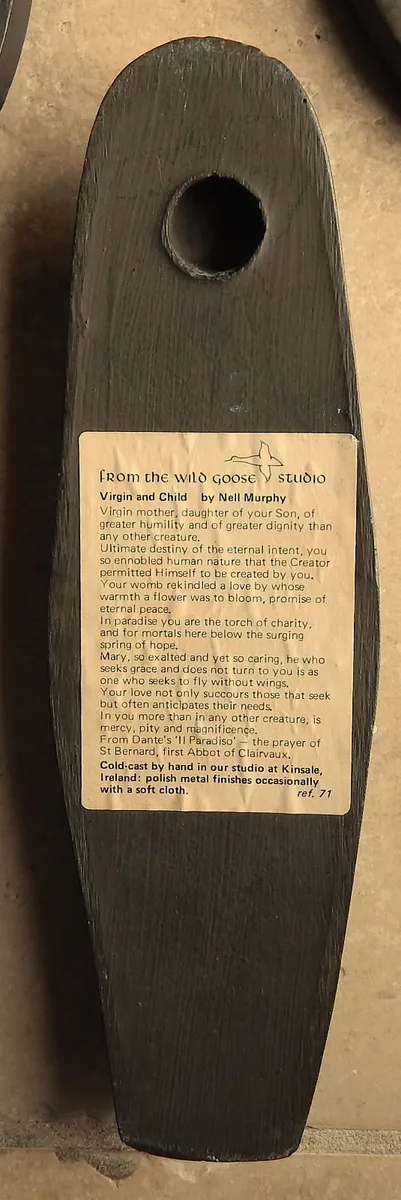 from the wild goose studio
Virgin and Child by Nell Murphy
Virgin mother, daughter of your Son, of
greater humility and of greater dignity than
any other creature.
Ultimate destiny of the eternal intent, you
so ennobled human nature that the Creator
permitted Himself to be created by you.
Your womb rekindled a love by whose
warmth a flower was to bloom, promise of
eternal peace.
In paradise you are the torch of charity,
and for mortals here below the surging
spring of hope.
Mary, so exalted and yet so caring, he who
seeks grace and does not turn to you is as
one who seeks to fly without wings.
Your love not only succours those that seek
but often anticipates their needs.
In you more than in any other creature, is
mercy, pity and magnificence.
From Dante's 'Il Paradiso' — the prayer of
St Bernard, first Abbot of Clairvaux.
Cold-cast by hand in our studio at Kinsale,
Ireland: polish metal finishes occasionally
with a soft cloth. ref. 71